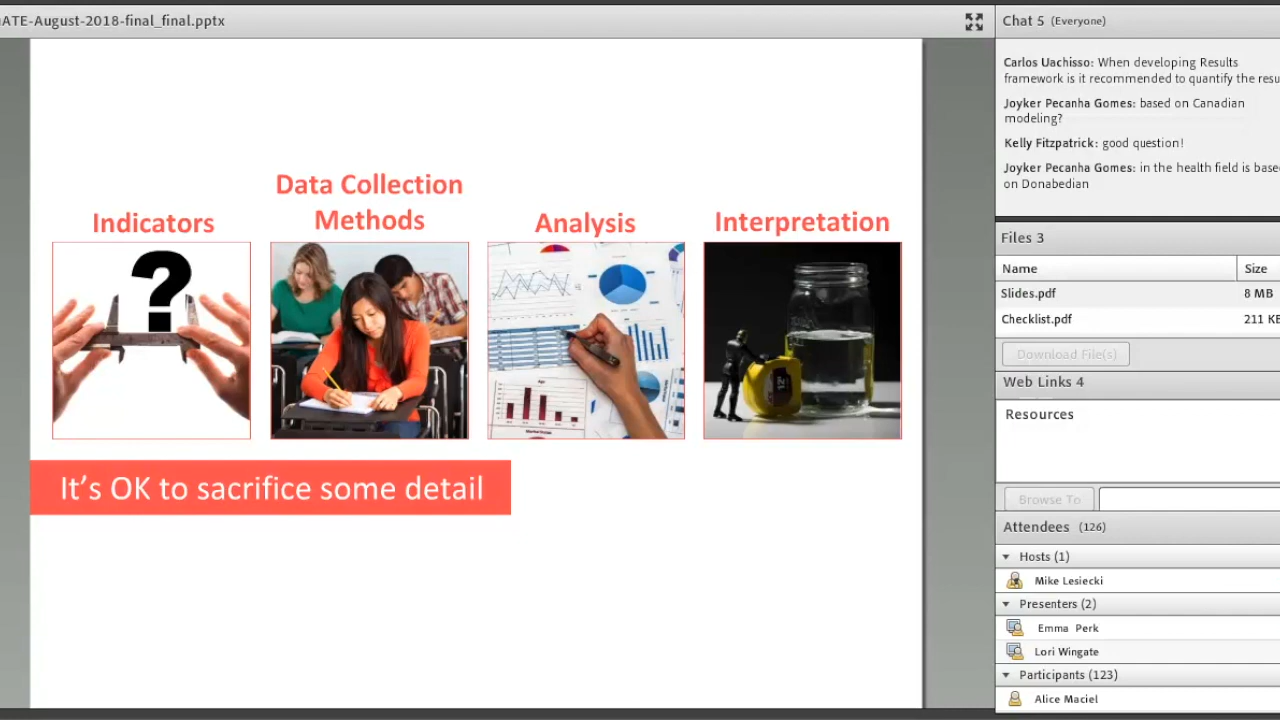 ATE-August-2018-final_final.pptx
Data Collection
Indicators
Methods
Analysis
Interpretation
?
It's OK to sacrifice some detail
Chat 5 (Everyone)
Carlos Uachisso: When developing Results
framework is it recommended to quantify the resu
Joyker Pecanha Gomes: based on Canadian
modeling?
Kelly Fitzpatrick: good question!
Joyker Pecanha Gomes: in the health field is base
on Donabedian
Files 3
Name Size
Slides.pdf 8 MB
Checklist.pdf 211 KB
Download File(s)
Web Links 4
Resources
Browse To
Attendees (126)
Hosts (1)
Mike Lesiecki
Presenters (2)
Emma Perk
Lori Wingate
Participants (123)
Alice Maciel